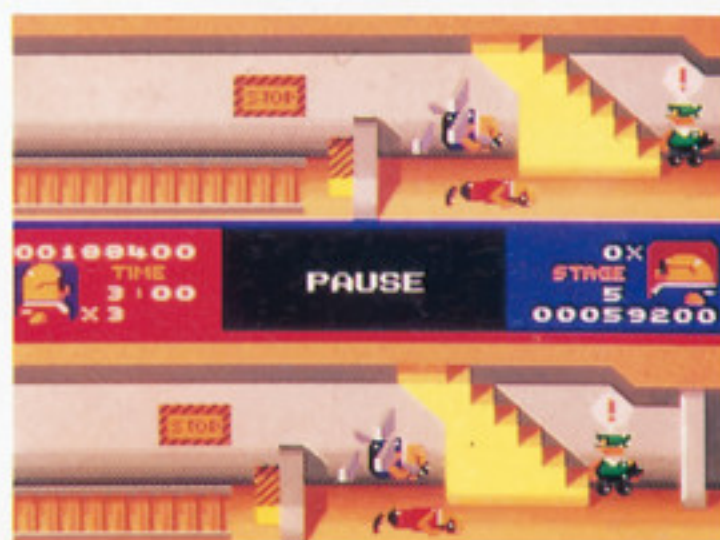 STOP
!
00188400
TIME
3:00
×3
PAUSE
0×
STAGE
5
00059200
!
STOP